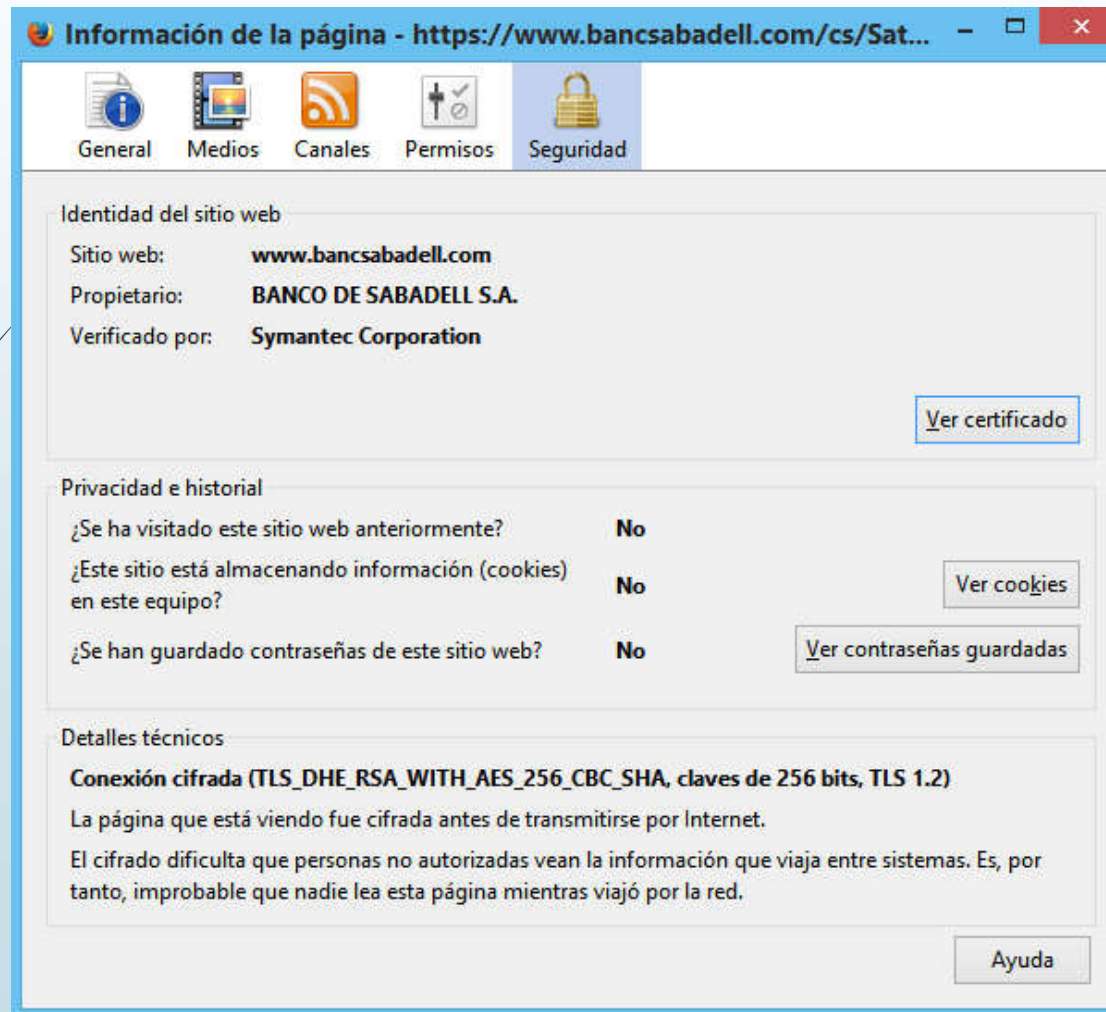 Información de la página - https://www.bancsabadell.com/cs/Sat...
General Medios Canales Permisos Seguridad
Identidad del sitio web
Sitio web: www.bancsabadell.com
Propietario: BANCO DE SABADELL S.A.
Verificado por: Symantec Corporation
Ver certificado
Privacidad e historial
¿Se ha visitado este sitio web anteriormente? No
¿Este sitio está almacenando información (cookies)
en este equipo? No Ver cookies
¿Se han guardado contraseñas de este sitio web? No Ver contraseñas guardadas
Detalles técnicos
Conexión cifrada (TLS_DHE_RSA_WITH_AES_256_CBC_SHA, claves de 256 bits, TLS 1.2)
La página que está viendo fue cifrada antes de transmitirse por Internet.
El cifrado dificulta que personas no autorizadas vean la información que viaja entre sistemas. Es, por
tanto, improbable que nadie lea esta página mientras viajó por la red.
Ayuda